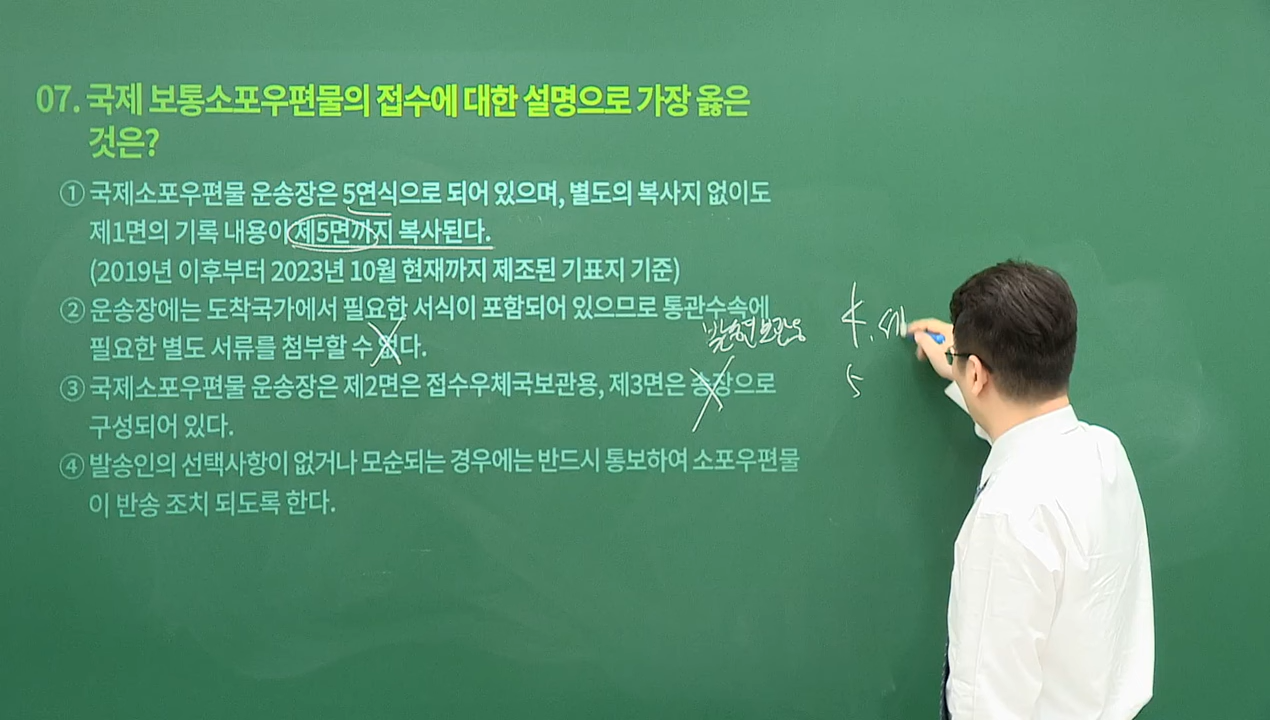 07. 국제 보통소포우편물의 접수에 대한 설명으로 가장 옳은
것은?
① 국제소포우편물 운송장은 5연식으로 되어 있으며, 별도의 복사지 없이도
제1면의 기록 내용이 제5면까지 복사된다.
(2019년 이후부터 2023년 10월 현재까지 제조된 기표지 기준)
② 운송장에는 도착국가에서 필요한 서식이 포함되어 있으므로 통관수속에
필요한 별도 서류를 첨부할 수 없다.
발송인보관용
4.
5
③ 국제소포우편물 운송장은 제2면은 접수우체국보관용, 제3면은 송장으로
구성되어 있다.
④ 발송인의 선택사항이 없거나 모순되는 경우에는 반드시 통보하여 소포우편물
이 반송 조치 되도록 한다.